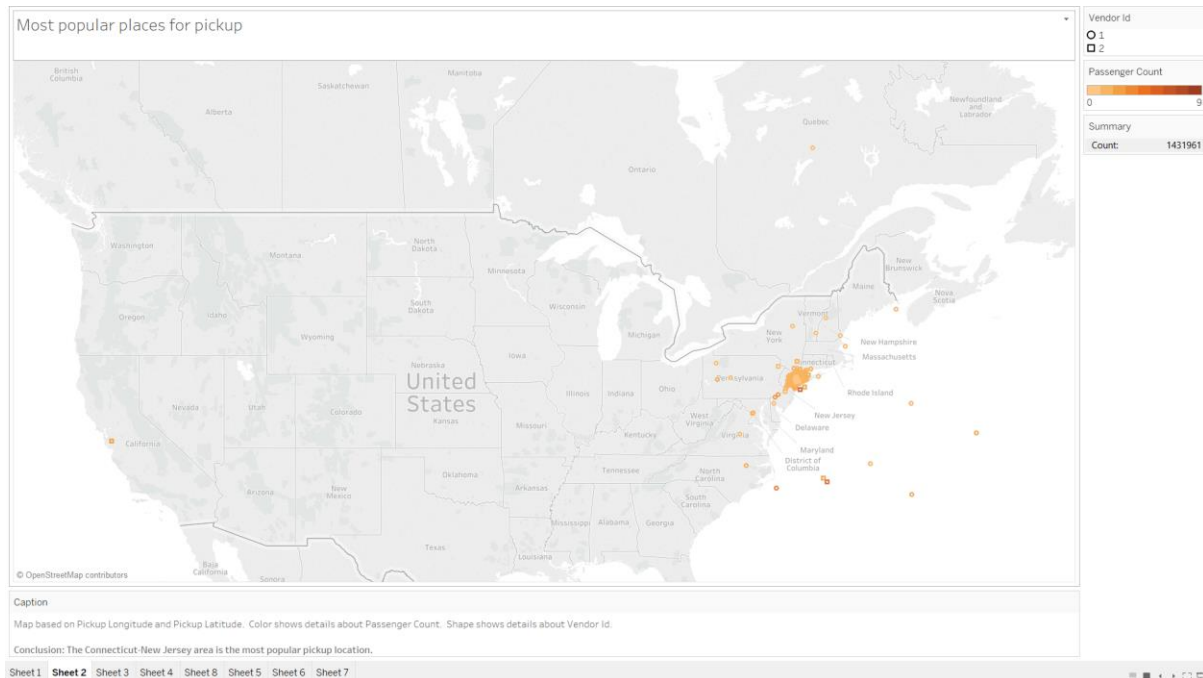 Most popular places for pickup
Vendor Id
1
2
Passenger Count
0 9
Summary
Count: 1431961
British
Columbia
Alberta
Saskatchewan
Manitoba
Ontario
Quebec
Newfoundland
and
Labrador
New
Brunswick
Nova
Scotia
Maine
Washington
Montana
North
Dakota
Minnesota
Oregon
Idaho
Wyoming
South
Dakota
Wisconsin
Michigan
New
York
Vermont
New Hampshire
Massachusetts
Connecticut
Rhode Island
Nebraska
Iowa
Pennsylvania
United
States
Nevada
Utah
Colorado
Kansas
Missouri
Illinois
Indiana
Ohio
West
Virginia
Virginia
New Jersey
Delaware
Maryland
District of
Columbia
California
Kentucky
Arizona
New
Mexico
Oklahoma
Arkansas
Tennessee
North
Carolina
South
Carolina
Texas
Mississippi
Alabama
Georgia
Louisiana
Baja
California
Sonora
© OpenStreetMap contributors
Caption
Map based on Pickup Longitude and Pickup Latitude. Color shows details about Passenger Count. Shape shows details about Vendor Id.
Conclusion: The Connecticut-New Jersey area is the most popular pickup location.
Sheet 1 Sheet 2 Sheet 3 Sheet 4 Sheet 8 Sheet 5 Sheet 6 Sheet 7